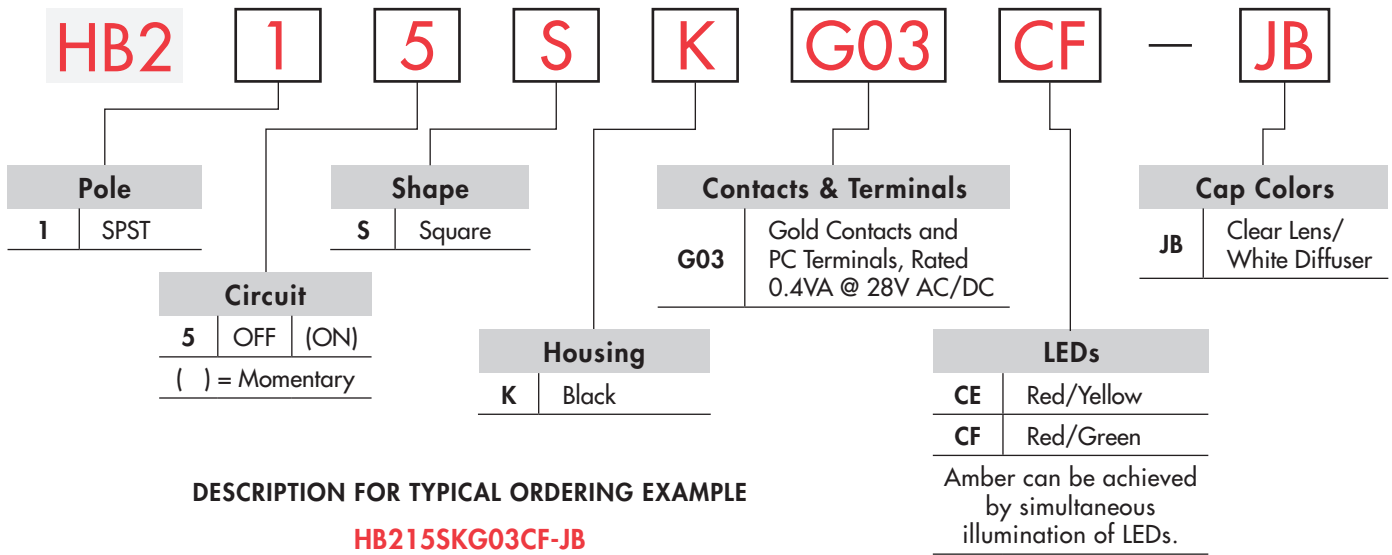 HB2 1 5 S K G03 CF — JB
Pole
1 SPST
Circuit
5 OFF (ON)
( ) = Momentary
Shape
S Square
Housing
K Black
Contacts & Terminals
G03 Gold Contacts and
PC Terminals, Rated
0.4VA @ 28V AC/DC
LEDs
CE Red/Yellow
CF Red/Green
Amber can be achieved
by simultaneous
illumination of LEDs.
Cap Colors
JB Clear Lens/
White Diffuser
DESCRIPTION FOR TYPICAL ORDERING EXAMPLE
HB215SKG03CF-JB